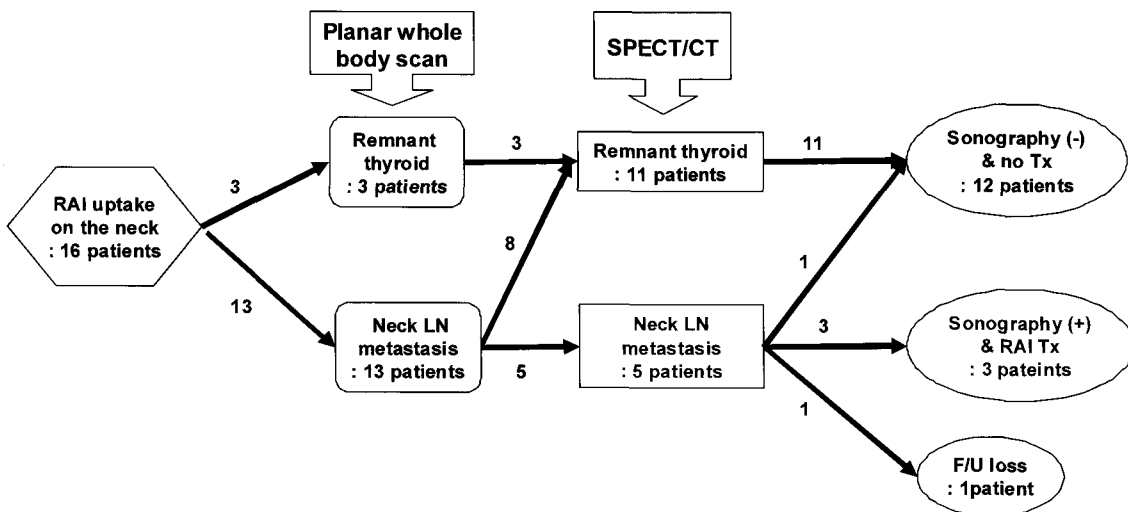 Planar whole
body scan
SPECT/CT
RAI uptake
on the neck
: 16 patients
3
13
Remnant
thyroid
: 3 patients
Neck LN
metastasis
: 13 patients
3
8
5
Remnant thyroid
: 11 patients
Neck LN
metastasis
: 5 patients
11
1
3
1
Sonography (-)
& no Tx
: 12 patients
Sonography (+)
& RAI Tx
: 3 pateints
F/U loss
: 1patient